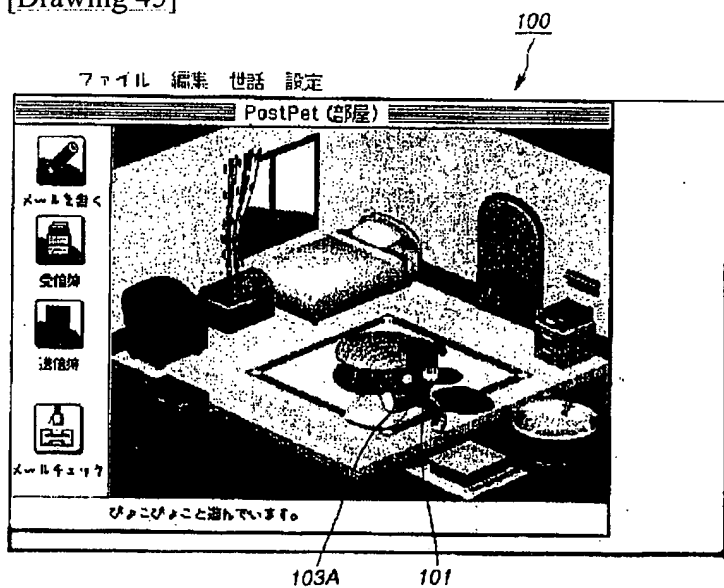 [Drawing 45]
100
ファイル 編集 世話 設定
PostPet (部屋)
メールを書く
受信簿
送信簿
メールチェック
ぴょこぴょこと遊んでいます。
103A 101